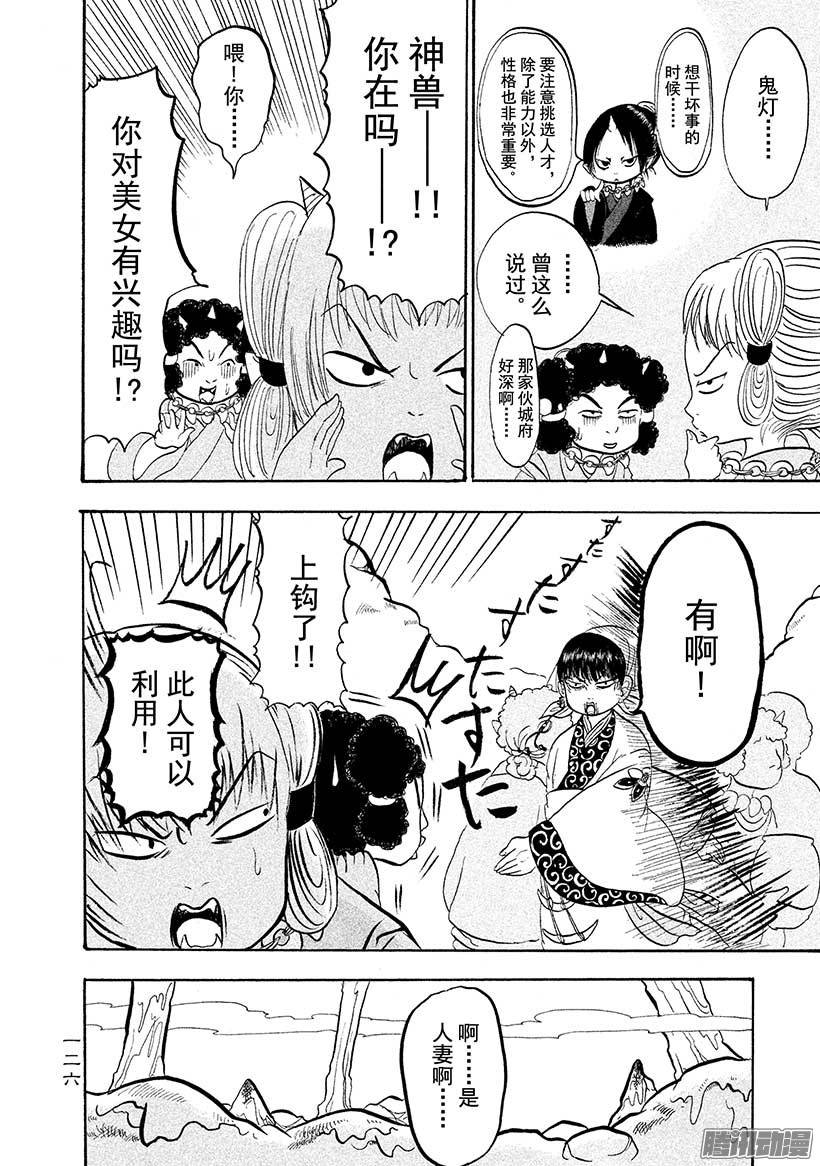 鬼灯……
想干坏事的
时候……
要注意挑选人才，
除了能力以外，
性格也非常重要。
……
曾这么
说过。
那家伙城府
好深啊……
神兽——!!
你在吗——!?
喂！你……
你对美女有兴趣吗!?
有啊！
たすたすた
たすた
上钩了!!
此人可以
利用！
啊……是
人妻啊……
一二六
腾讯动漫